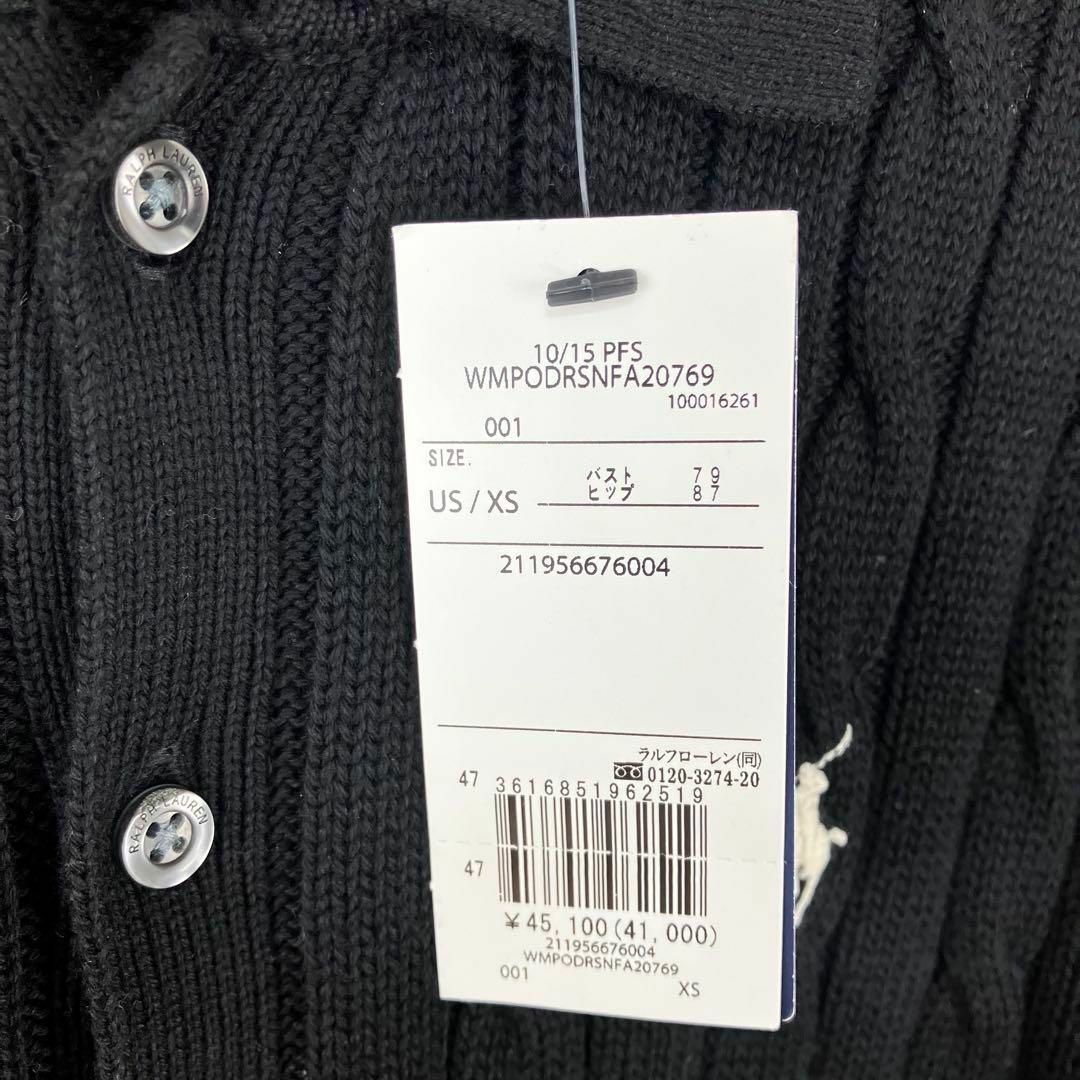 RALPH LAUREN
10/15 PFS
WMPODRSNFA20769
100016261
001
SIZE.
US / XS
バスト 79
ヒップ 87
211956676004
ラルフローレン(同)
0120-3274-20
47
3616851962519
47
¥45,100(41,000)
211956676004
WMPODRSNFA20769
001
XS
RALPH LAUREN